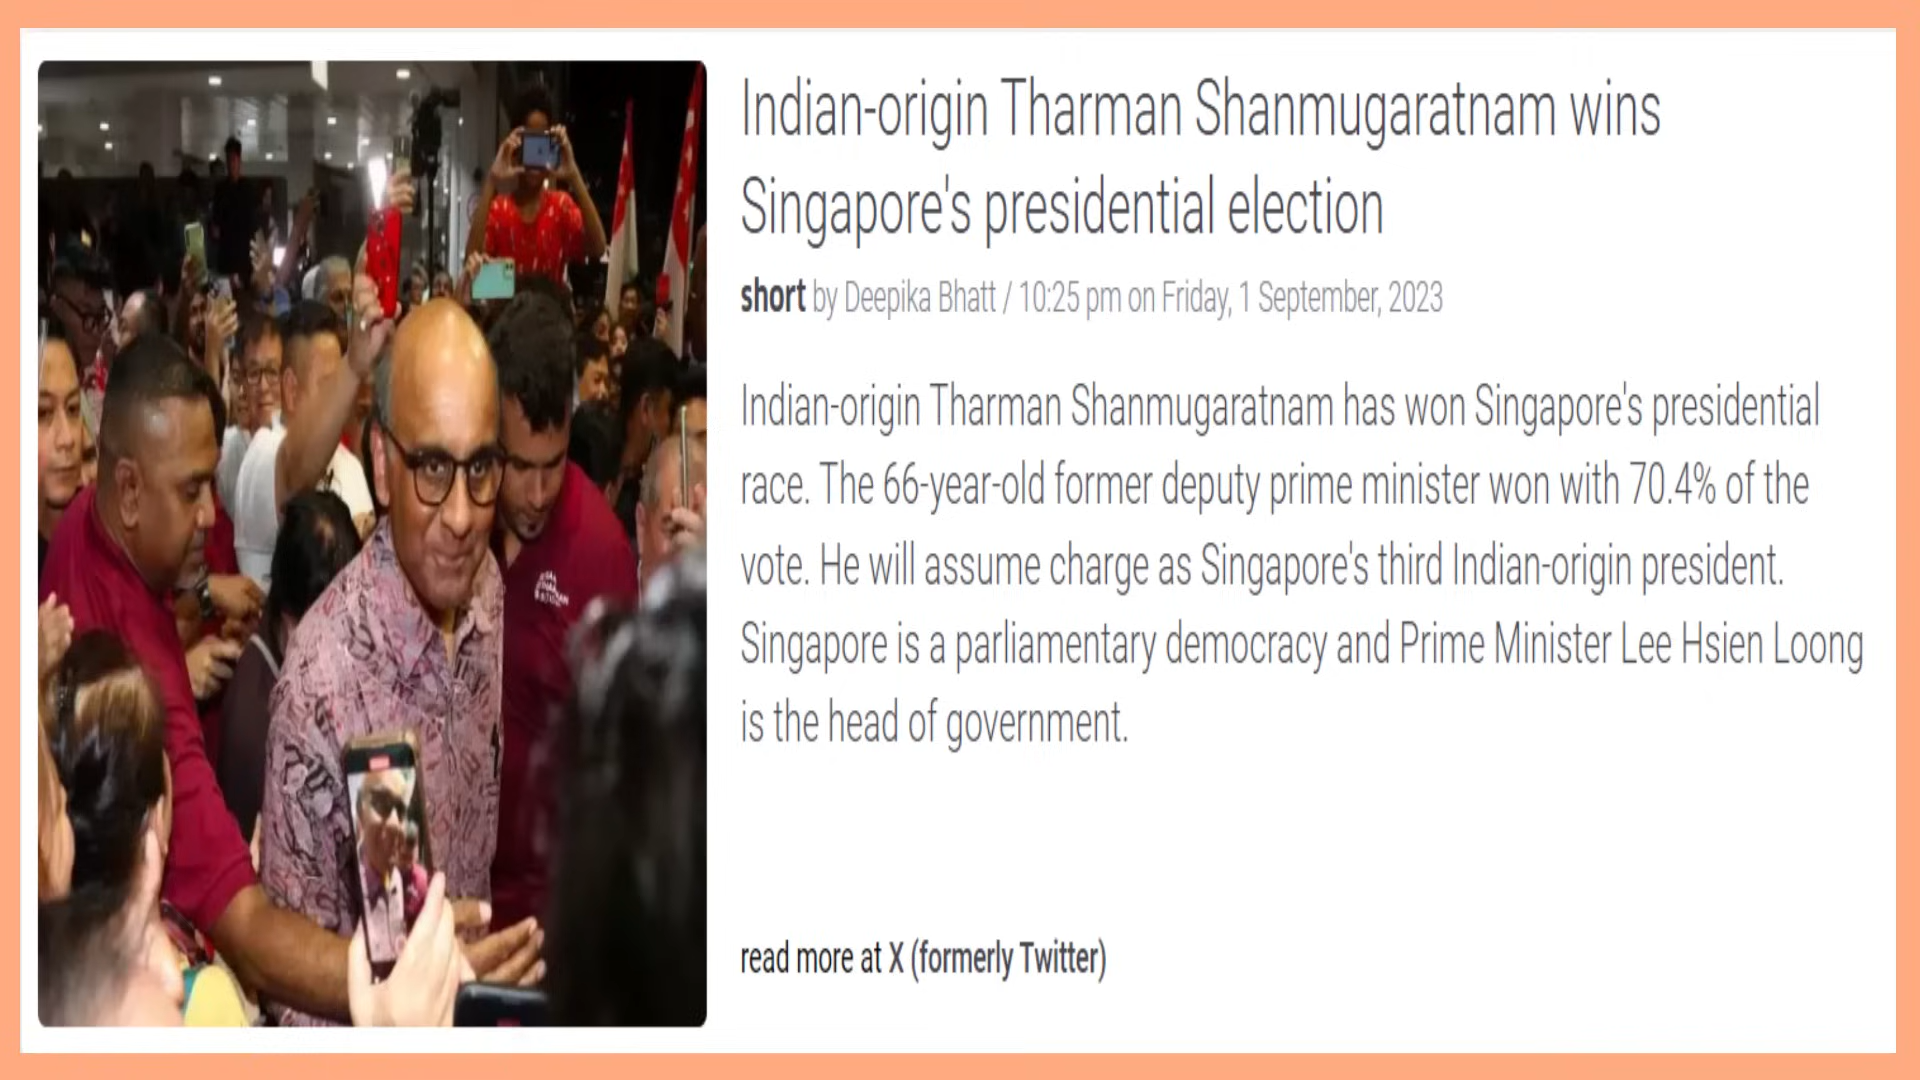 Indian-origin Tharman Shanmugaratnam wins
Singapore's presidential election
short by Deepika Bhatt / 10:25 pm on Friday, 1 September, 2023
Indian-origin Tharman Shanmugaratnam has won Singapore's presidential
race. The 66-year-old former deputy prime minister won with 70.4% of the
vote. He will assume charge as Singapore's third Indian-origin president.
Singapore is a parliamentary democracy and Prime Minister Lee Hsien Loong
is the head of government.
read more at X (formerly Twitter)